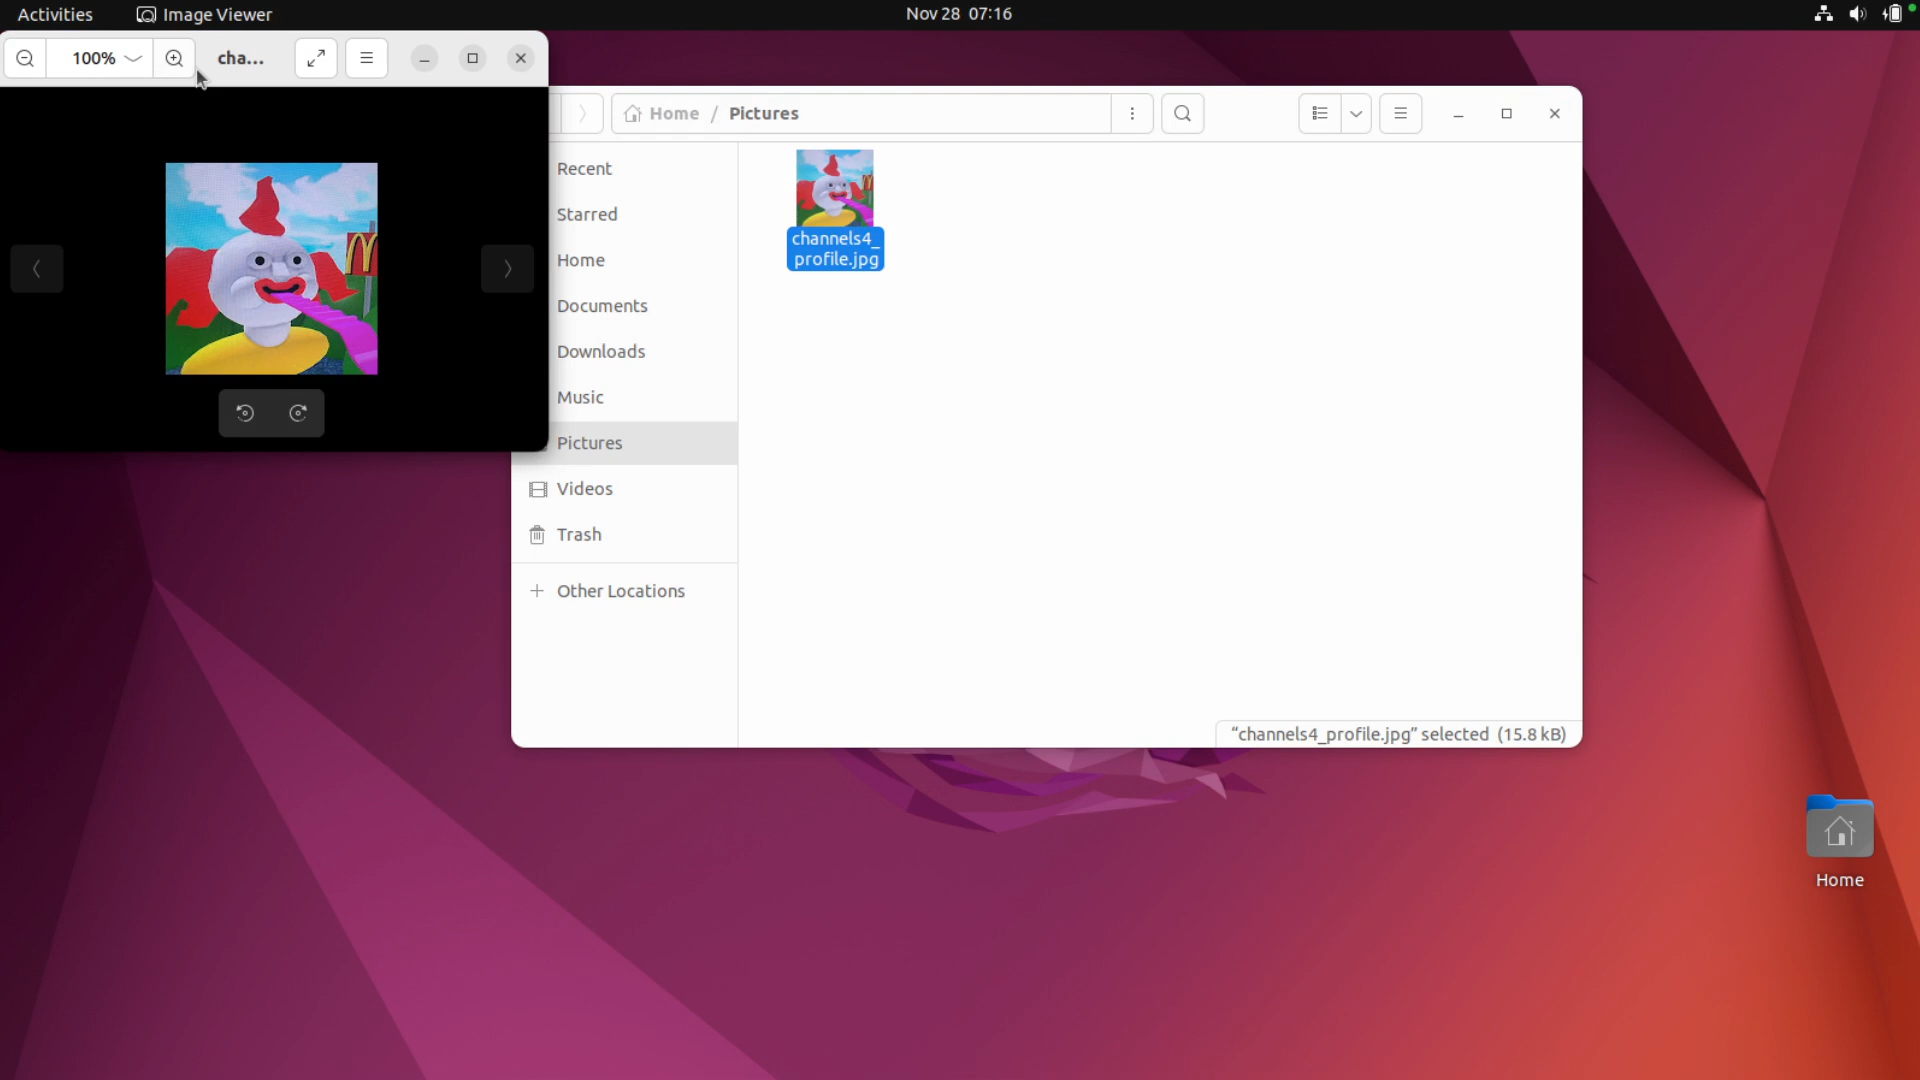 Activities
Image Viewer
Nov 28 07:16
100%
cha...
Home / Pictures
Recent
Starred
Home
Documents
Downloads
Music
Pictures
Videos
Trash
Other Locations
channels4_
profile.jpg
"channels4_profile.jpg" selected (15.8 kB)
Home